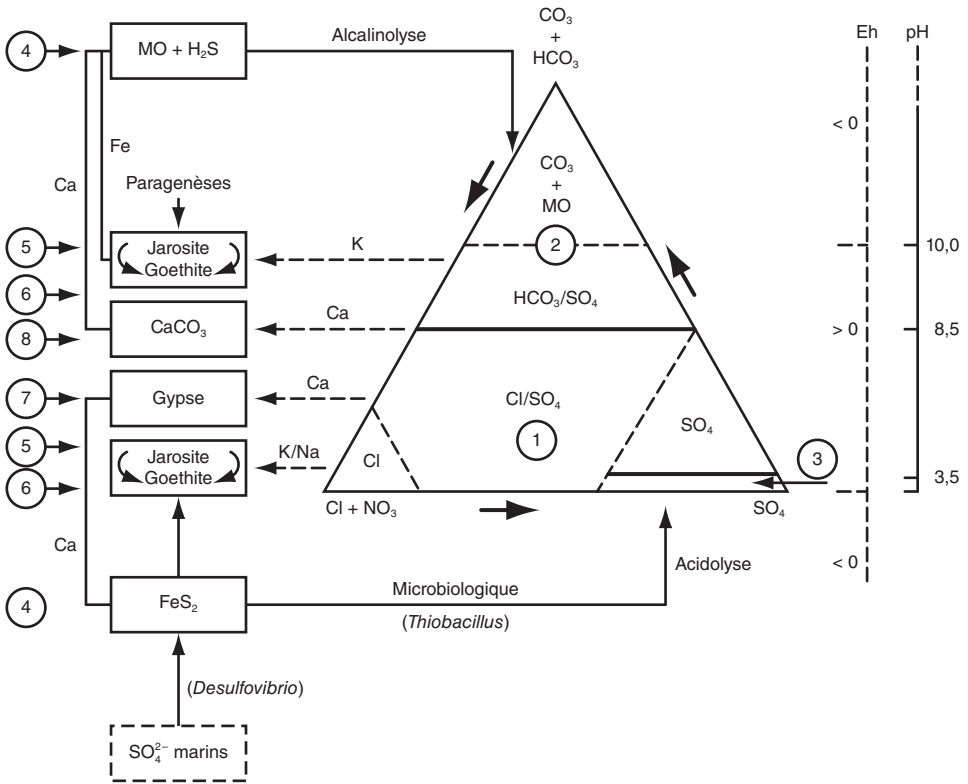 CO3
+
HCO3
Eh
pH
4
MO + H2S
Alcalinolyse
< 0
Fe
Ca
Paragenèses
CO3
+
MO
5
Jarosite
Goethite
K
2
10,0
6
HCO3/SO4
8
CaCO3
Ca
> 0
8,5
7
Gypse
Ca
Cl/SO4
5
Jarosite
Goethite
K/Na
Cl
1
SO4
3
6
3,5
Cl + NO3
SO4
Ca
Acidolyse
< 0
4
FeS2
Microbiologique
(Thiobacillus)
(Desulfovibrio)
SO4^2− marins